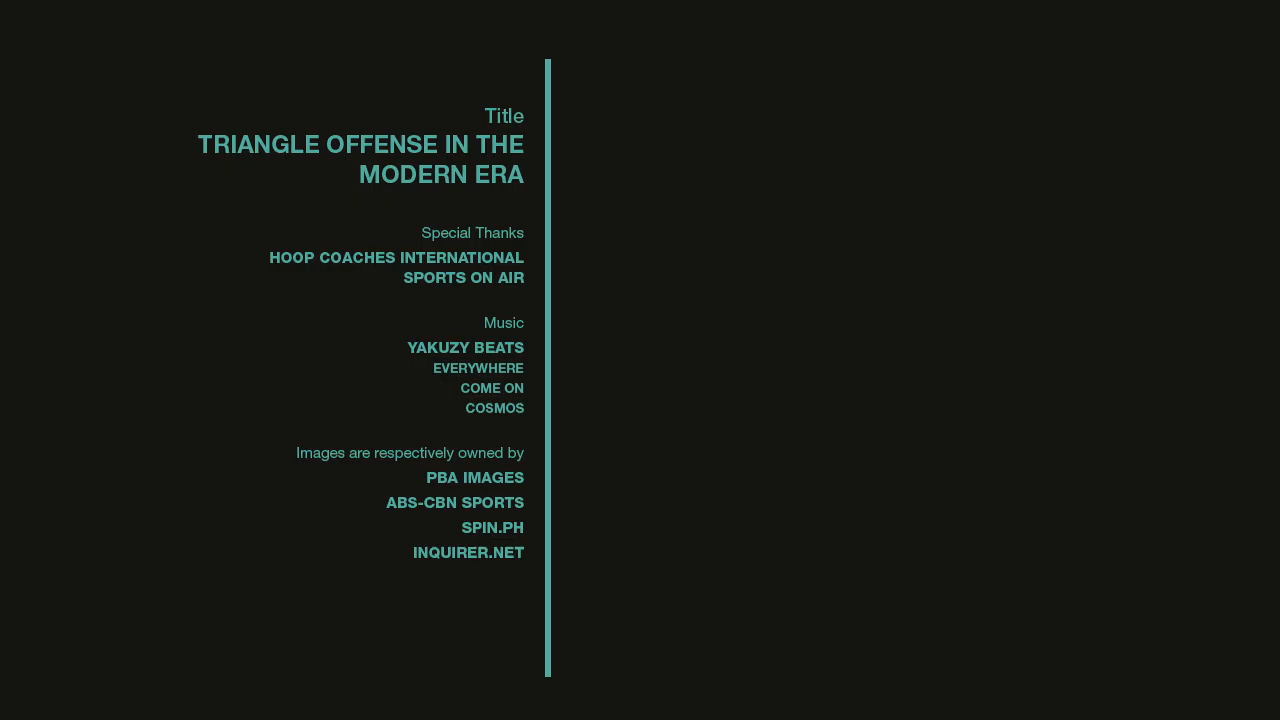 Title
TRIANGLE OFFENSE IN THE
MODERN ERA
Special Thanks
HOOP COACHES INTERNATIONAL
SPORTS ON AIR
Music
YAKUZY BEATS
EVERYWHERE
COME ON
COSMOS
Images are respectively owned by
PBA IMAGES
ABS-CBN SPORTS
SPIN.PH
INQUIRER.NET